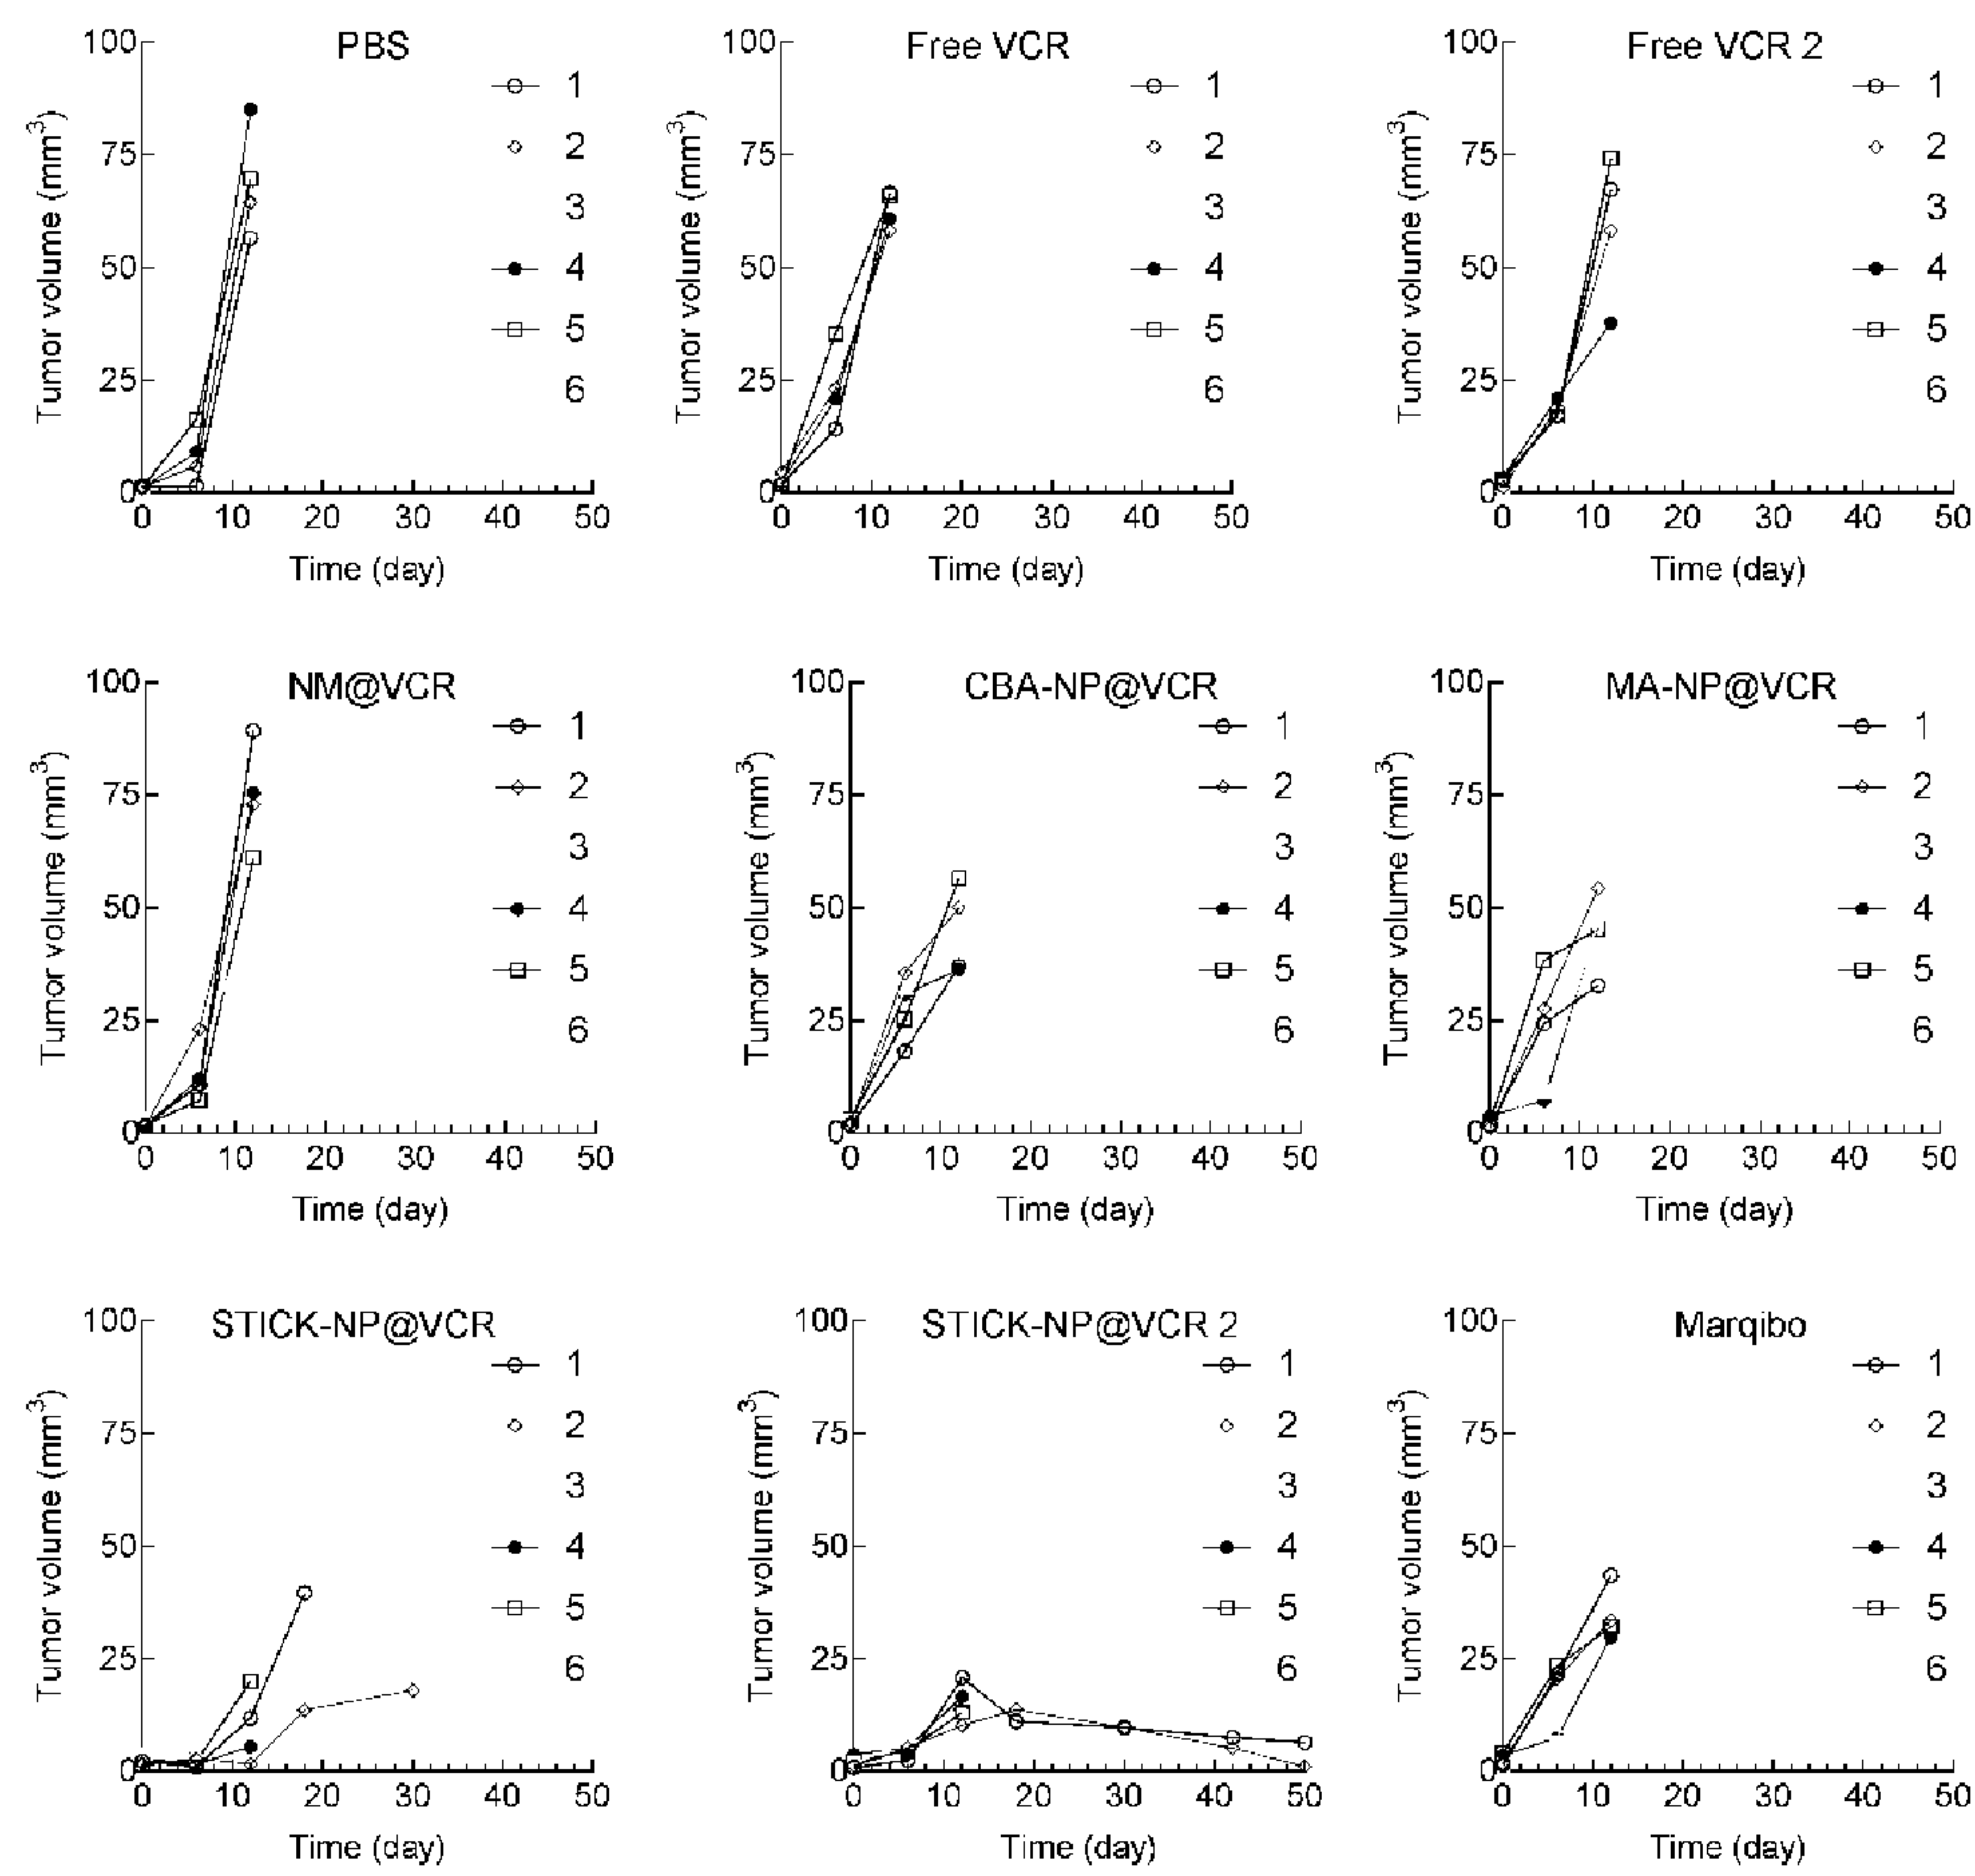 PBS
Tumor volume (mm³)
100
75
50
25
0
0 10 20 30 40 50
Time (day)
1
2
3
4
5
6
Free VCR
Tumor volume (mm³)
100
75
50
25
0
0 10 20 30 40 50
Time (day)
1
2
3
4
5
6
Free VCR 2
Tumor volume (mm³)
100
75
50
25
0
0 10 20 30 40 50
Time (day)
1
2
3
4
5
6
NM@VCR
Tumor volume (mm³)
100
75
50
25
0
0 10 20 30 40 50
Time (day)
1
2
3
4
5
6
CBA-NP@VCR
Tumor volume (mm³)
100
75
50
25
0
0 10 20 30 40 50
Time (day)
1
2
3
4
5
6
MA-NP@VCR
Tumor volume (mm³)
100
75
50
25
0
0 10 20 30 40 50
Time (day)
1
2
3
4
5
6
STICK-NP@VCR
Tumor volume (mm³)
100
75
50
25
0
0 10 20 30 40 50
Time (day)
1
2
3
4
5
6
STICK-NP@VCR 2
Tumor volume (mm³)
100
75
50
25
0
0 10 20 30 40 50
Time (day)
1
2
3
4
5
6
Marqibo
Tumor volume (mm³)
100
75
50
25
0
0 10 20 30 40 50
Time (day)
1
2
3
4
5
6